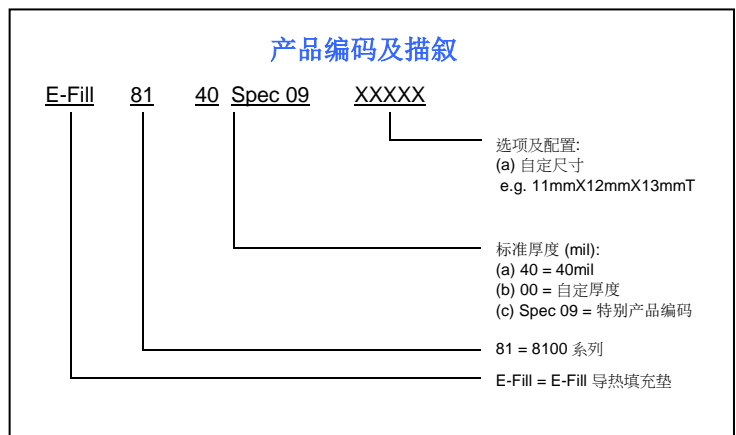 产品编码及描叙
E-Fill 81 40 Spec 09 XXXXX
选项及配置:
(a) 自定尺寸
e.g. 11mmX12mmX13mmT
标准厚度 (mil):
(a) 40 = 40mil
(b) 00 = 自定厚度
(c) Spec 09 = 特别产品编码
81 = 8100 系列
E-Fill = E-Fill 导热填充垫